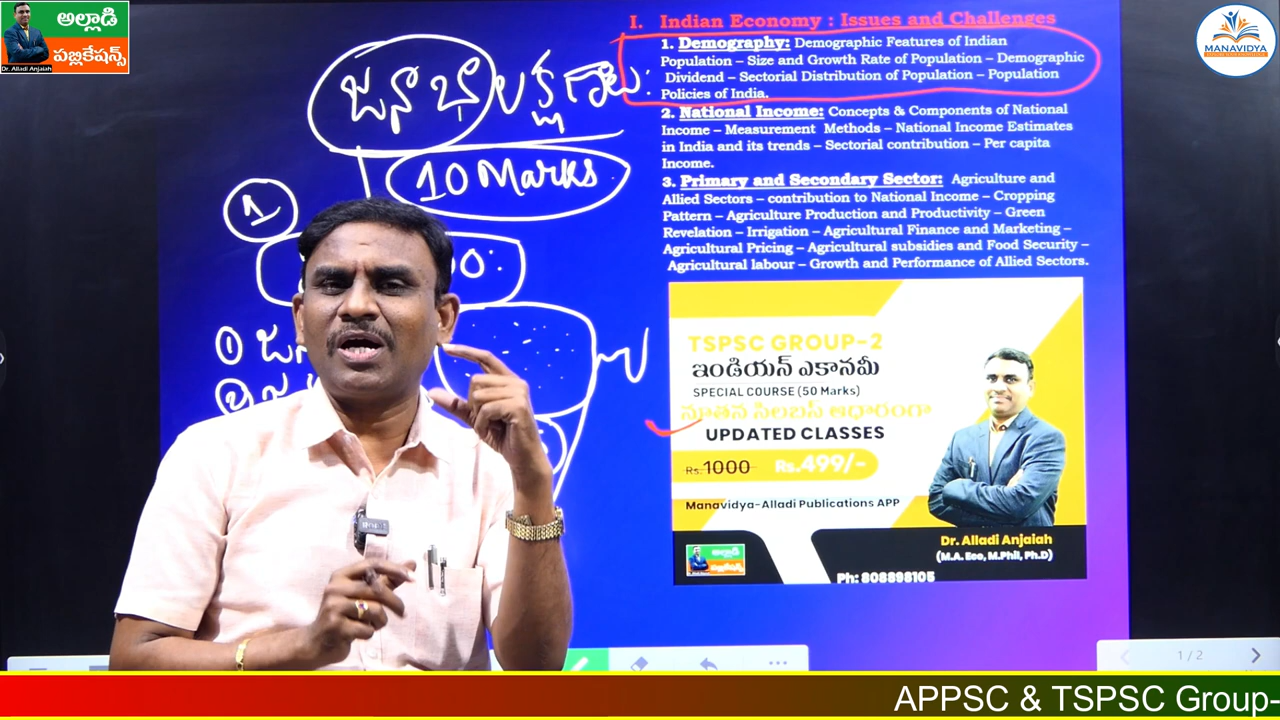 అల్లాడి
పబ్లికేషన్స్
Dr. Alladi Anjaiah
MANAVIDYA
I. Indian Economy : Issues and Challenges
1. Demography: Demographic Features of Indian
Population – Size and Growth Rate of Population – Demographic
Dividend – Sectorial Distribution of Population – Population
Policies of India.
2. National Income: Concepts & Components of National
Income – Measurement Methods – National Income Estimates
in India and its trends – Sectorial contribution – Per capita
Income.
3. Primary and Secondary Sector: Agriculture and
Allied Sectors – contribution to National Income – Cropping
Pattern – Agriculture Production and Productivity – Green
Revelation – Irrigation – Agricultural Finance and Marketing –
Agricultural Pricing – Agricultural subsidies and Food Security –
Agricultural labour – Growth and Performance of Allied Sectors.
జనాభా లక్షణాలు:
10 Marks
1
TSPSC GROUP-2
ఇండియన్ ఎకానమీ
SPECIAL COURSE (50 Marks)
నూతన సిలబస్ ఆధారంగా
UPDATED CLASSES
Rs.1000 Rs.499/-
Manavidya-Alladi Publications APP
Dr. Alladi Anjaiah
(M.A. Eco, M.Phil, Ph.D)
Ph: 808898105
1 / 2
APPSC & TSPSC Group-